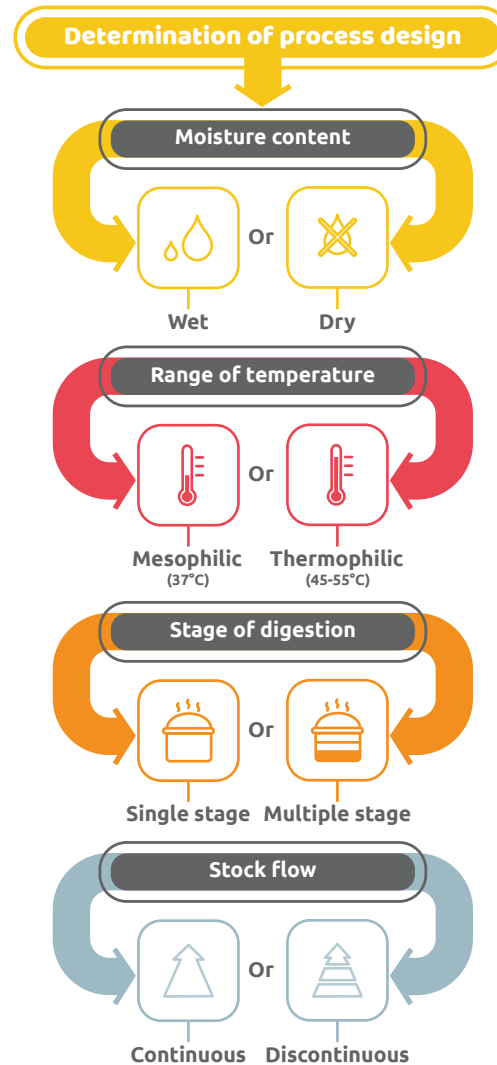 Determination of process design
Moisture content
Or
Wet
Dry
Range of temperature
Or
Mesophilic
(37°C)
Thermophilic
(45-55°C)
Stage of digestion
Or
Single stage
Multiple stage
Stock flow
Or
Continuous
Discontinuous